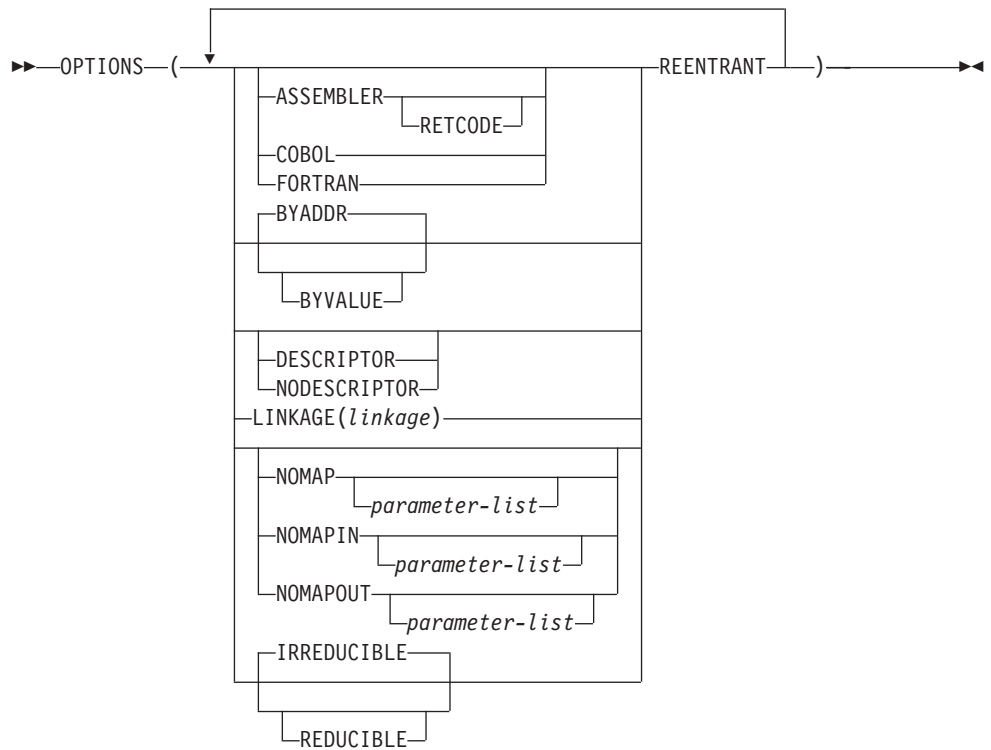 OPTIONS ( REENTRANT )
ASSEMBLER
RETCODE
COBOL
FORTRAN
BYADDR
BYVALUE
DESCRIPTOR
NODESCRIPTOR
LINKAGE(linkage)
NOMAP
parameter-list
NOMAPIN
parameter-list
NOMAPOUT
parameter-list
IRREDUCIBLE
REDUCIBLE